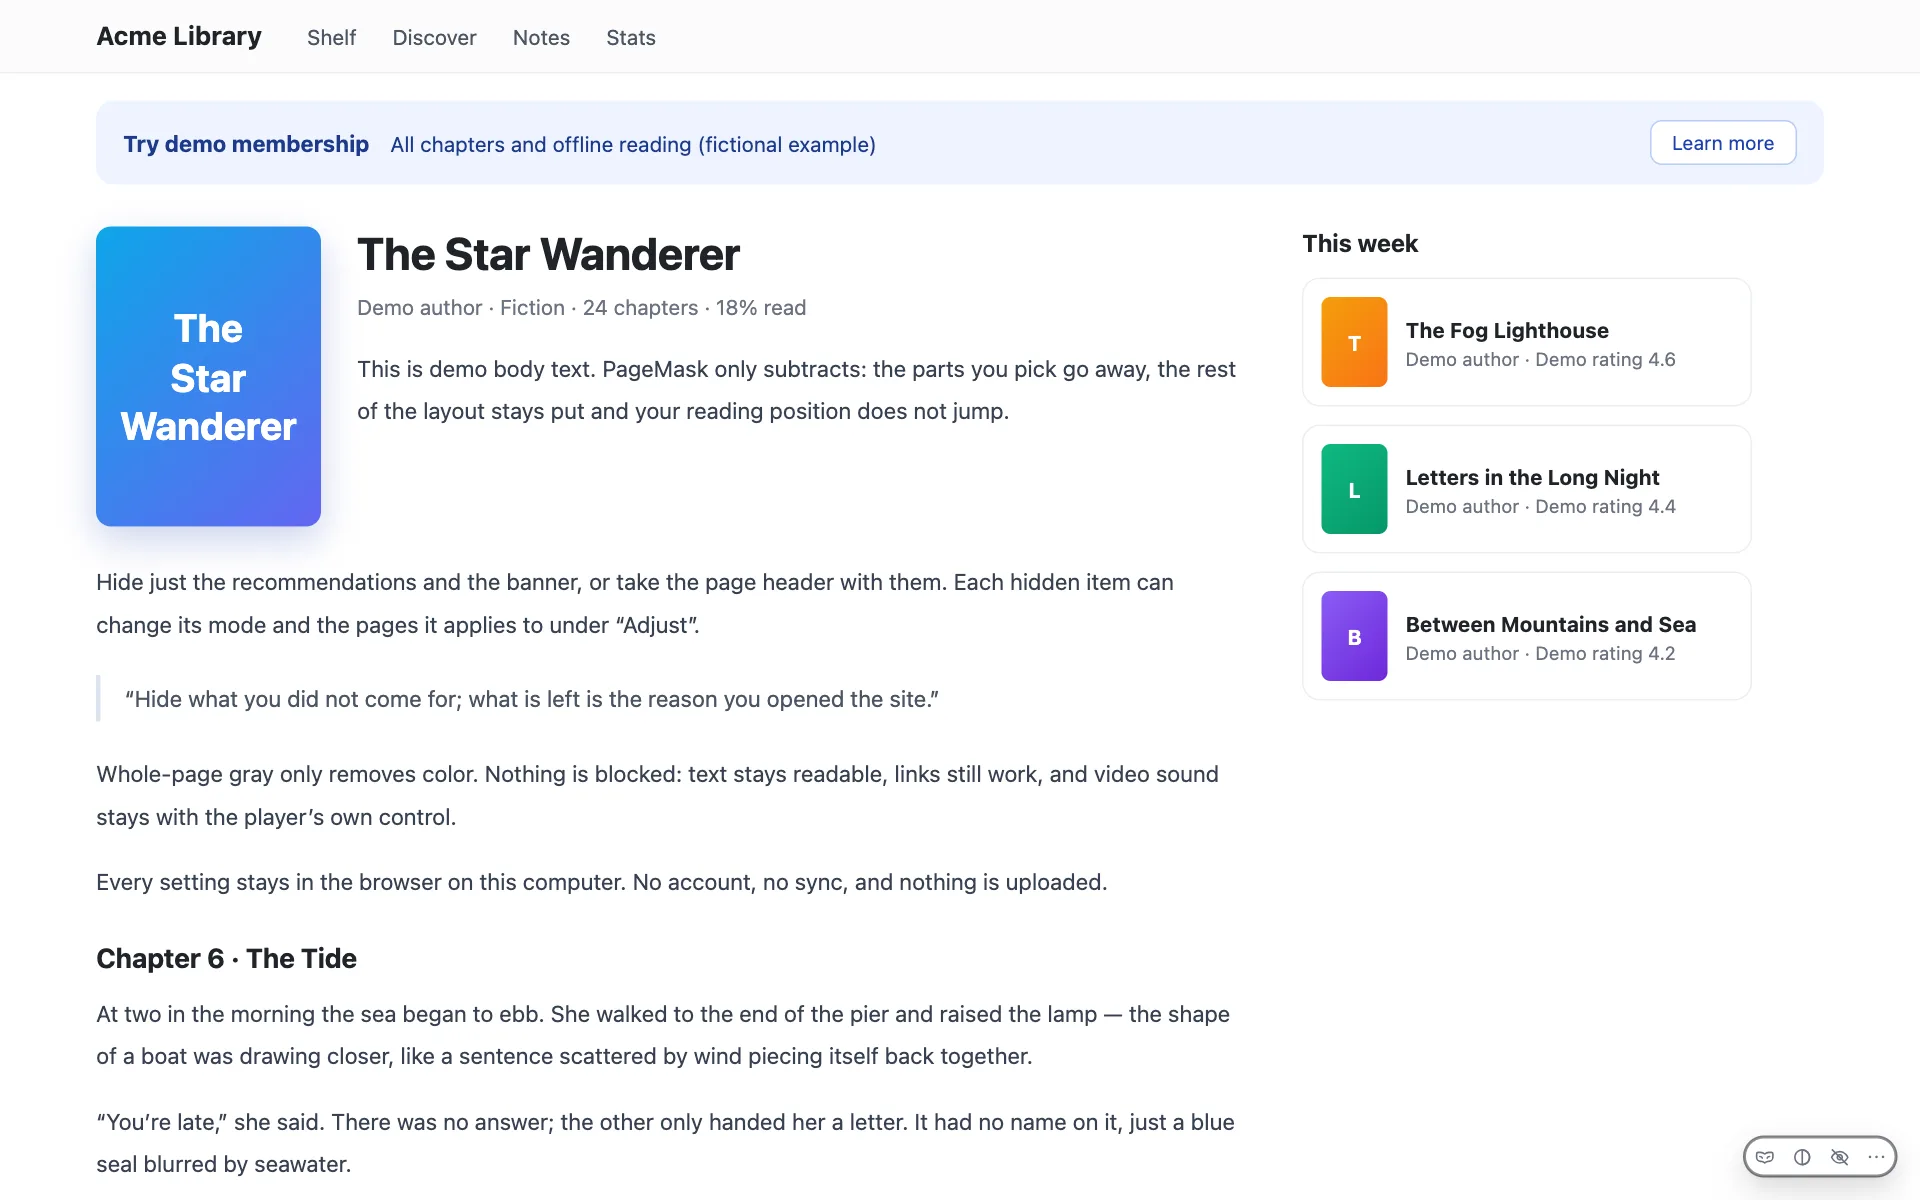 Acme Library
Shelf
Discover
Notes
Stats
Try demo membership
All chapters and offline reading (fictional example)
Learn more
The
Star
Wanderer
The Star Wanderer
Demo author · Fiction · 24 chapters · 18% read
This is demo body text. PageMask only subtracts: the parts you pick go away, the rest
of the layout stays put and your reading position does not jump.
Hide just the recommendations and the banner, or take the page header with them. Each hidden item can
change its mode and the pages it applies to under “Adjust”.
“Hide what you did not come for; what is left is the reason you opened the site.”
Whole-page gray only removes color. Nothing is blocked: text stays readable, links still work, and video sound
stays with the player’s own control.
Every setting stays in the browser on this computer. No account, no sync, and nothing is uploaded.
Chapter 6 · The Tide
At two in the morning the sea began to ebb. She walked to the end of the pier and raised the lamp — the shape
of a boat was drawing closer, like a sentence scattered by wind piecing itself back together.
“You’re late,” she said. There was no answer; the other only handed her a letter. It had no name on it, just a blue
seal blurred by seawater.
This week
T
The Fog Lighthouse
Demo author · Demo rating 4.6
L
Letters in the Long Night
Demo author · Demo rating 4.4
B
Between Mountains and Sea
Demo author · Demo rating 4.2